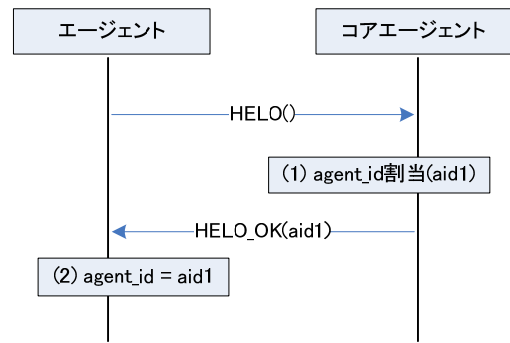 エージェント
コアエージェント
HELO()
(1) agent_id割当(aid1)
HELO_OK(aid1)
(2) agent_id = aid1